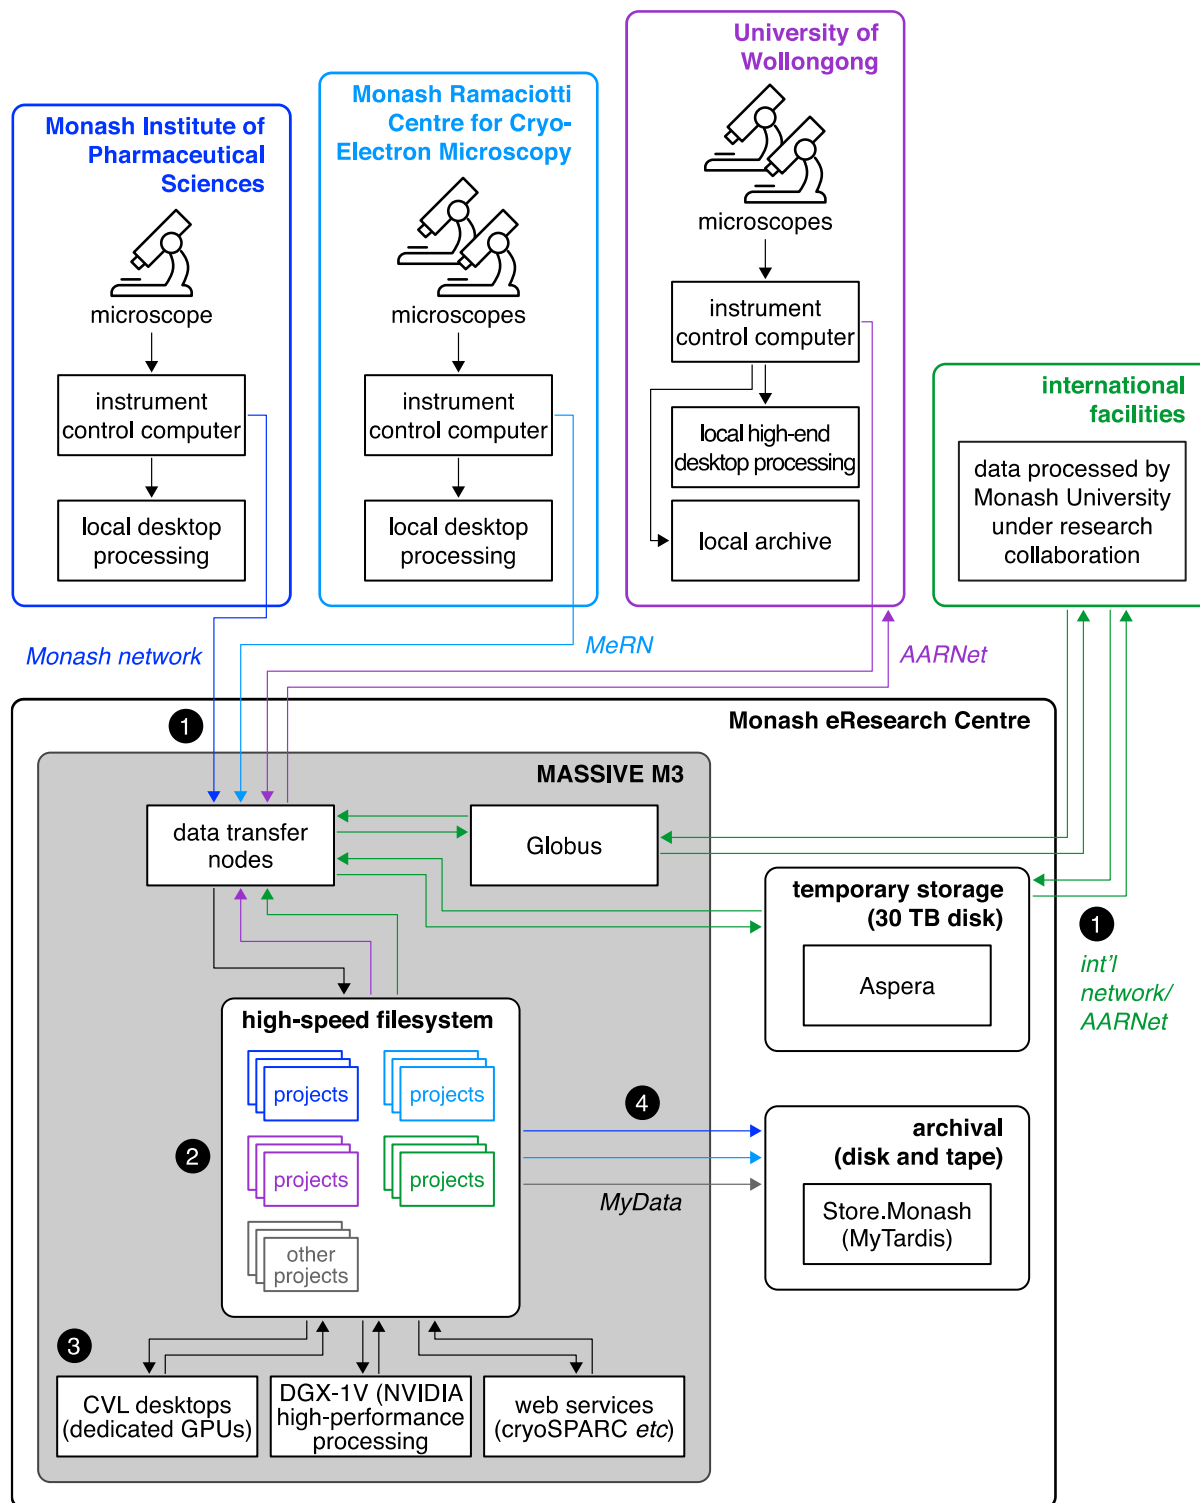 University of
Wollongong
Monash Ramaciotti
Centre for Cryo-
Electron Microscopy
Monash Institute of
Pharmaceutical
Sciences
microscopes
microscope
microscopes
instrument
control computer
instrument
control computer
instrument
control computer
international
facilities
local high-end
desktop processing
data processed by
Monash University
under research
collaboration
local desktop
processing
local desktop
processing
local archive
Monash network
MeRN
AARNet
1
Monash eResearch Centre
MASSIVE M3
data transfer
nodes
Globus
temporary storage
(30 TB disk)
Aspera
1
int'l
network/
AARNet
high-speed filesystem
projects
projects
2
projects
projects
other
projects
4
MyData
archival
(disk and tape)
Store.Monash
(MyTardis)
3
CVL desktops
(dedicated GPUs)
DGX-1V (NVIDIA
high-performance
processing
web services
(cryoSPARC etc)